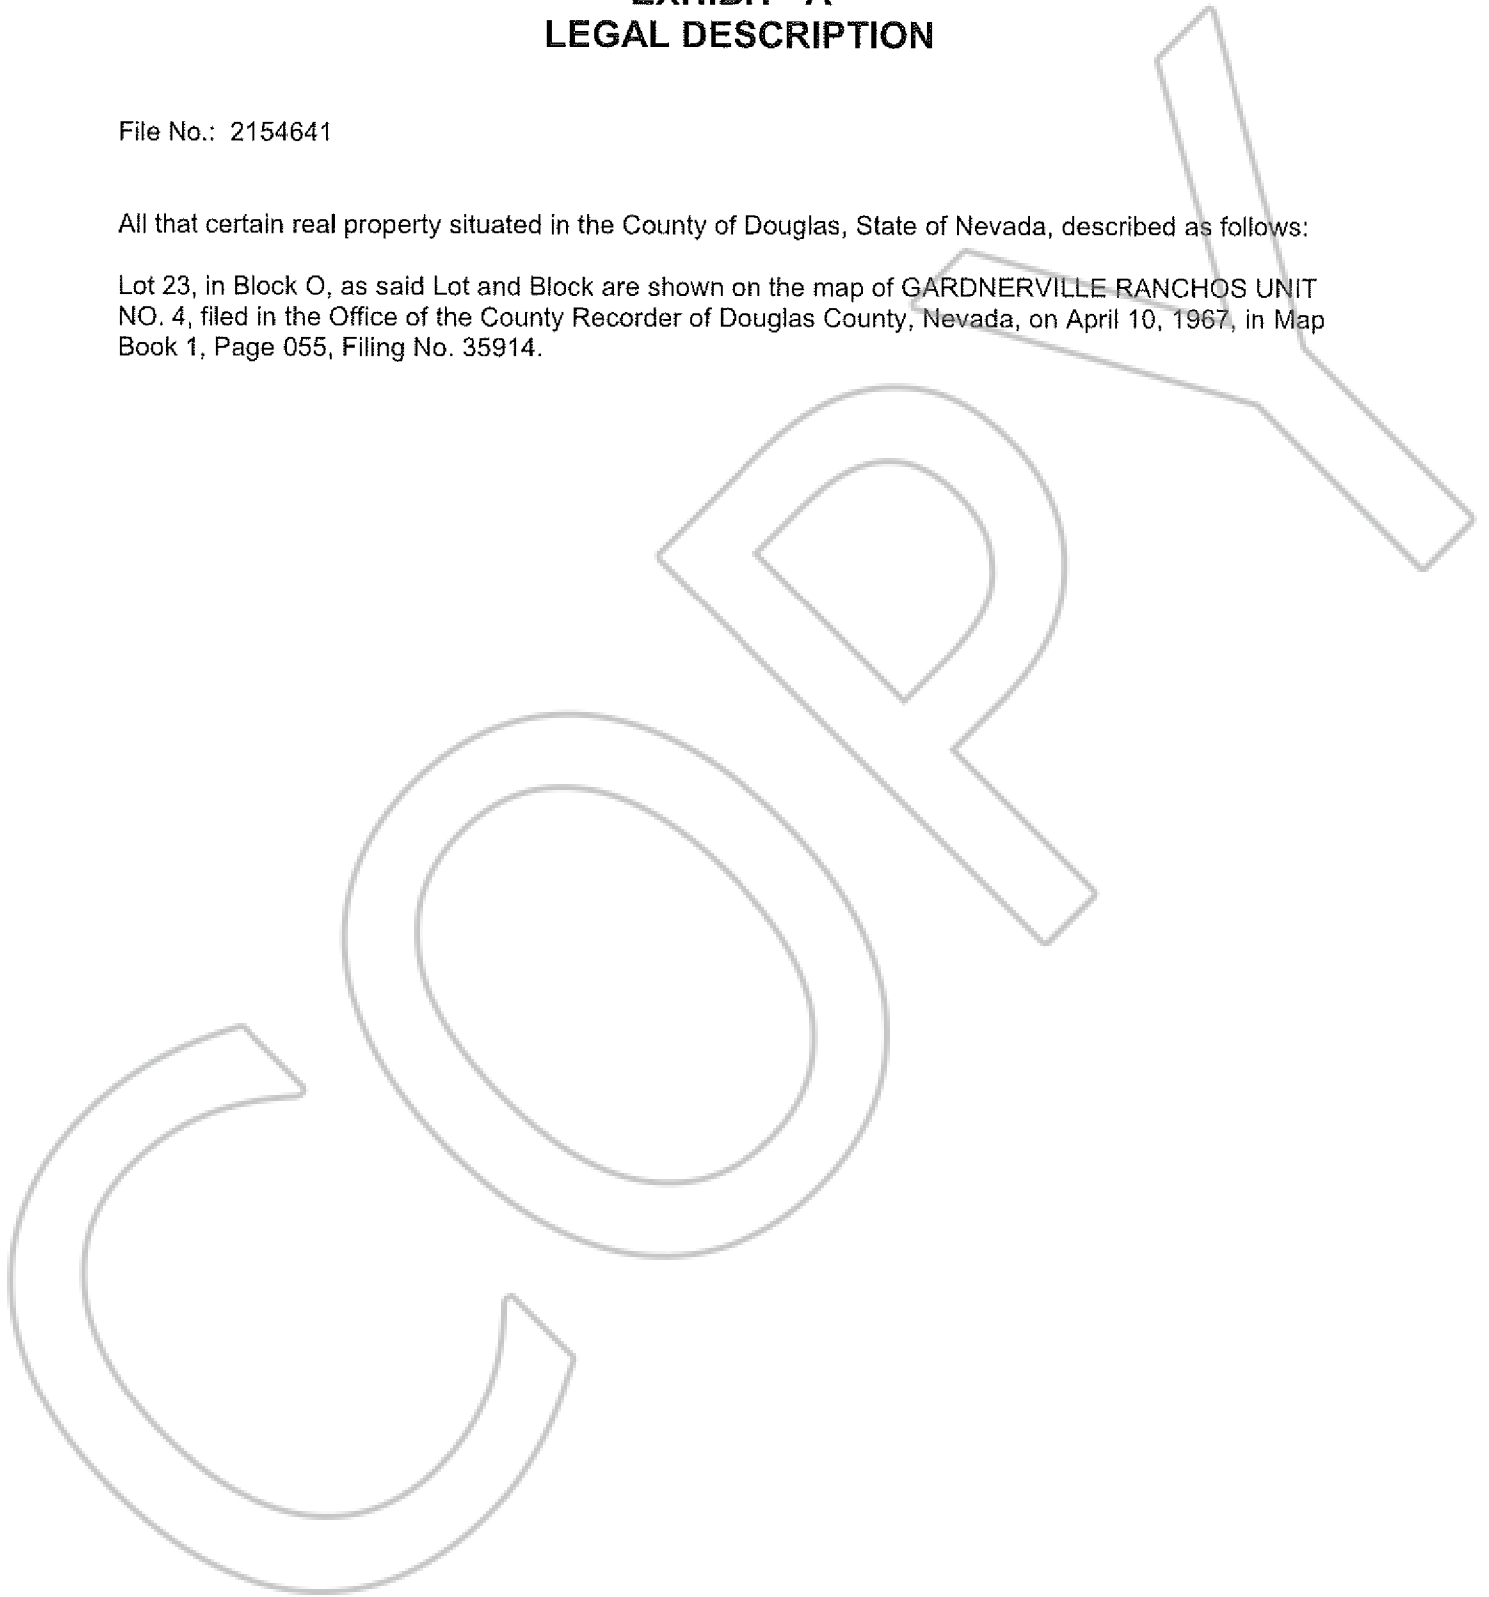 EXHIBIT "A"
LEGAL DESCRIPTION
File No.: 2154641
All that certain real property situated in the County of Douglas, State of Nevada, described as follows:
Lot 23, in Block O, as said Lot and Block are shown on the map of GARDNERVILLE RANCHOS UNIT
NO. 4, filed in the Office of the County Recorder of Douglas County, Nevada, on April 10, 1967, in Map
Book 1, Page 055, Filing No. 35914.
COPY